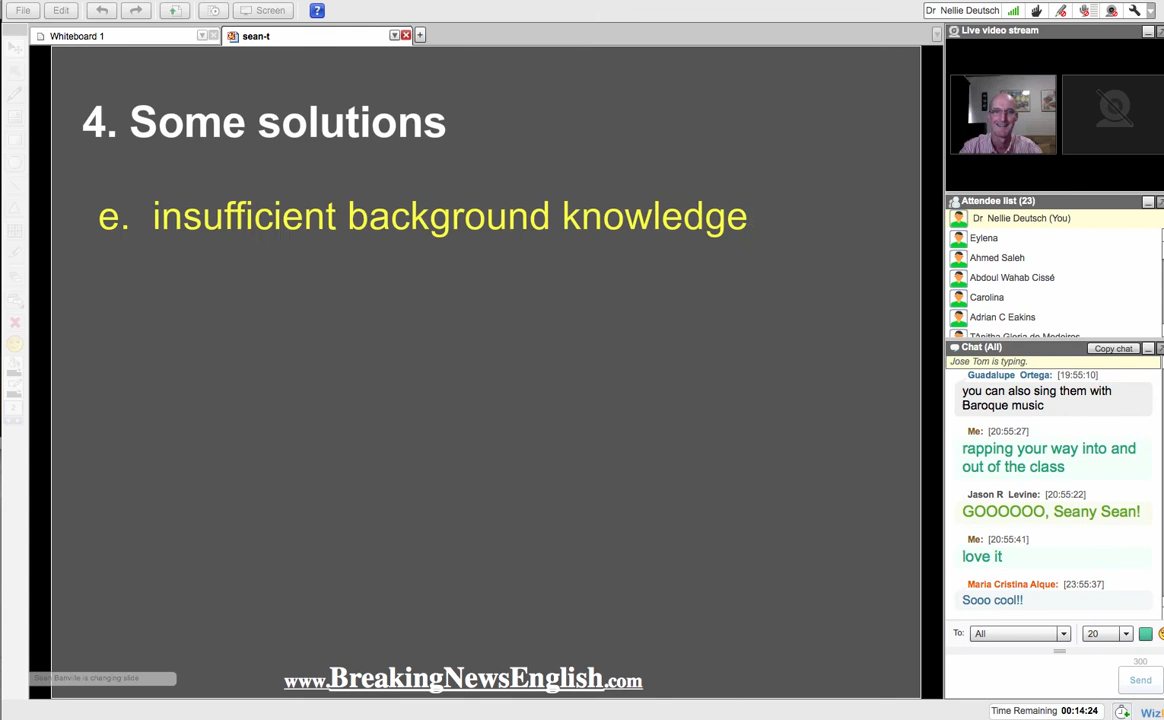 File
Edit
Screen
?
Dr Nellie Deutsch
Whiteboard 1
sean-t
4. Some solutions
e. insufficient background knowledge
www.BreakingNewsEnglish.com
Sean Banville is changing slide
2
Live video stream
Attendee list (23)
Dr Nellie Deutsch (You)
Eylena
Ahmed Saleh
Abdoul Wahab Cissé
Carolina
Adrian C Eakins
Chat (All)
Copy chat
Jose Tom is typing.
Guadalupe Ortega: [19:55:10]
you can also sing them with
Baroque music
Me: [20:55:27]
rapping your way into and
out of the class
Jason R Levine: [20:55:22]
GOOOOOO, Seany Sean!
Me: [20:55:41]
love it
Maria Cristina Alque: [23:55:37]
Sooo cool!!
To: All
20
300
Send
Time Remaining 00:14:24
Wiz